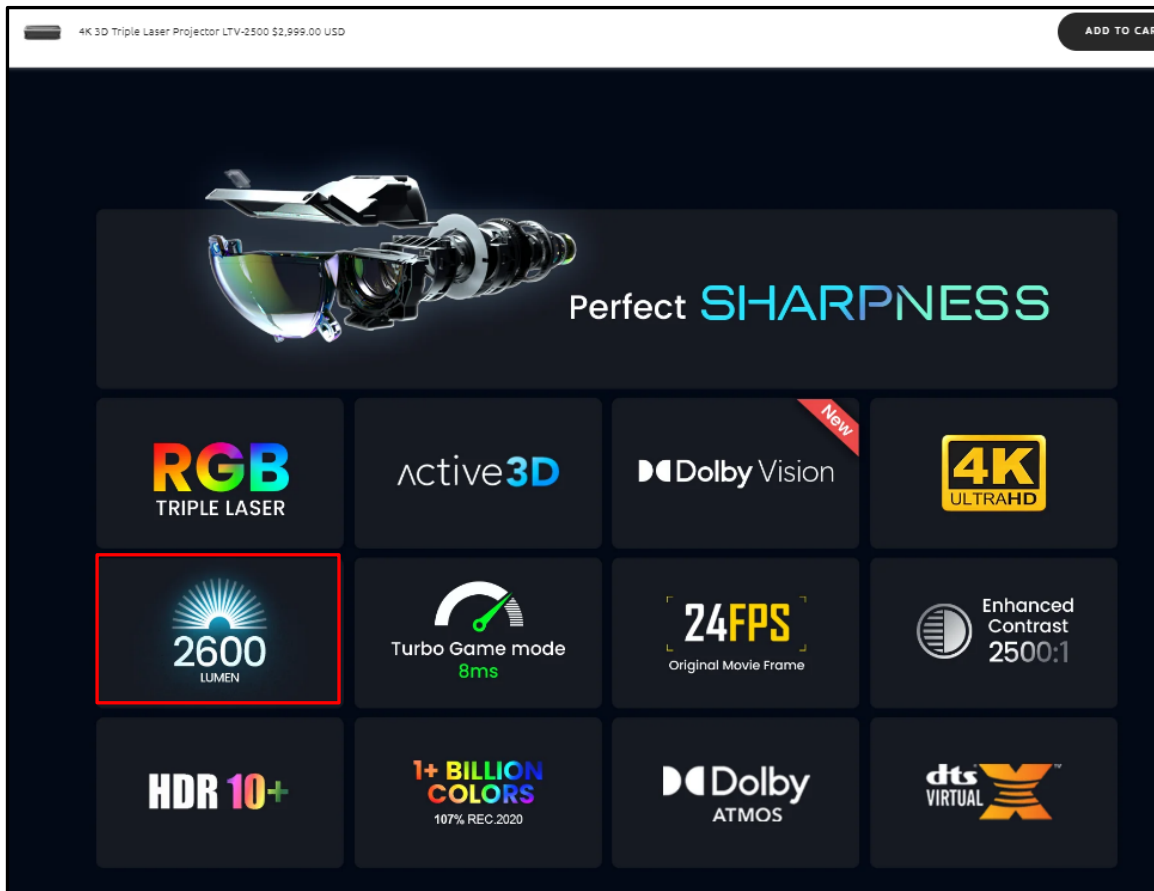 4K 3D Triple Laser Projector LTV-2500 $2,999.00 USD
ADD TO CAR
Perfect SHARPNESS
RGB
TRIPLE LASER
Active3D
Dolby Vision
New
4K
ULTRAHD
2600
LUMEN
Turbo Game mode
8ms
24FPS
Original Movie Frame
Enhanced
Contrast
2500:1
HDR 10+
1+ BILLION
COLORS
107% REC.2020
Dolby
ATMOS
dts
VIRTUAL X™